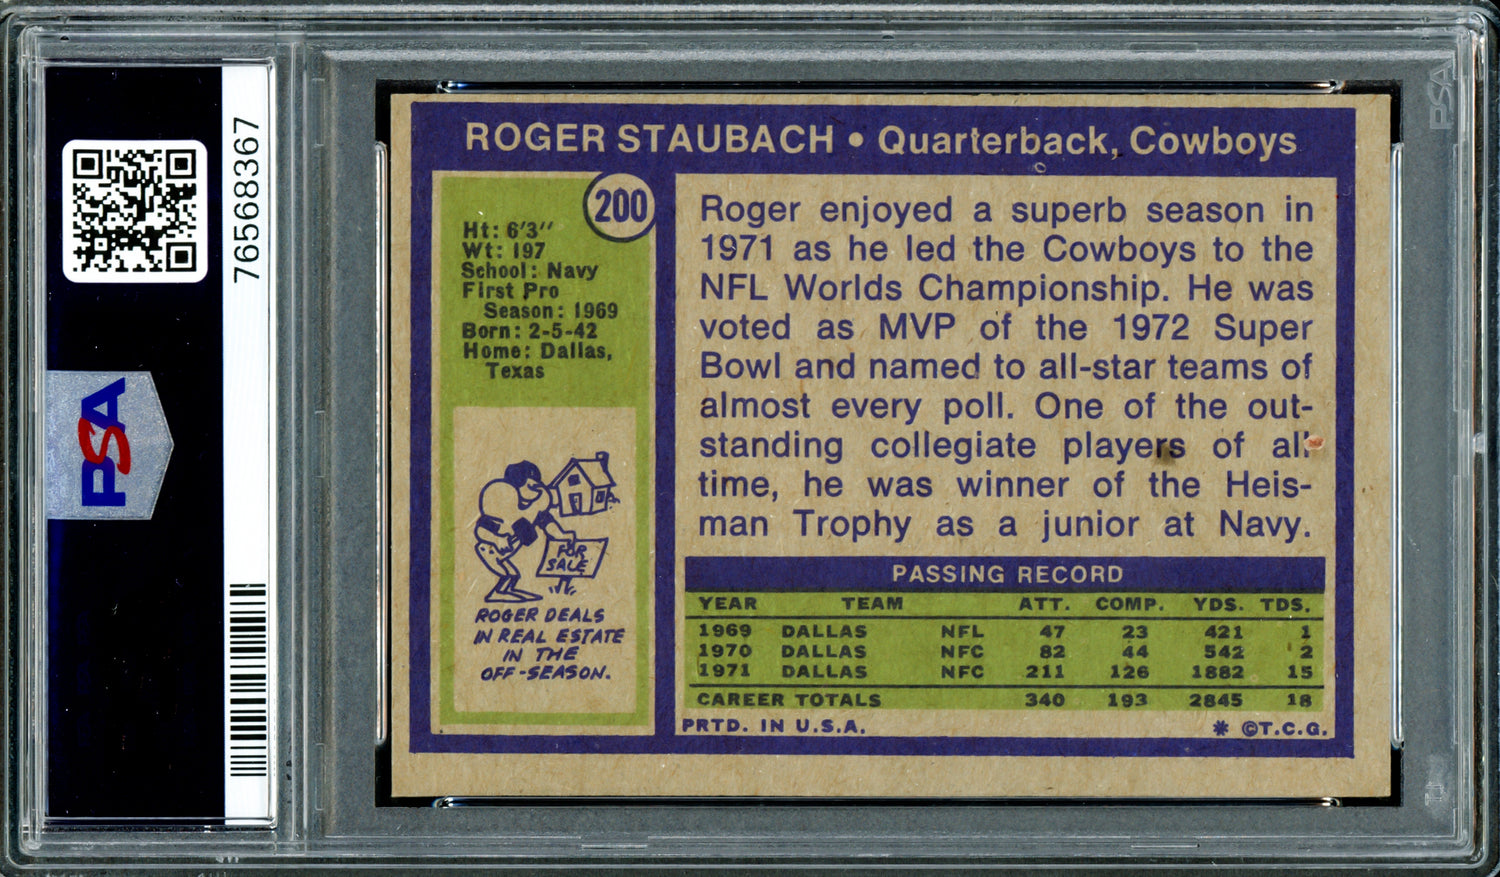 76568367
PSA
ROGER STAUBACH • Quarterback, Cowboys
200
Ht: 6'3''
Wt: 197
School: Navy
First Pro
Season: 1969
Born: 2-5-42
Home: Dallas,
Texas
FOR
SALE
ROGER DEALS
IN REAL ESTATE
IN THE
OFF-SEASON.
Roger enjoyed a superb season in
1971 as he led the Cowboys to the
NFL Worlds Championship. He was
voted as MVP of the 1972 Super
Bowl and named to all-star teams of
almost every poll. One of the out-
standing collegiate players of all
time, he was winner of the Heis-
man Trophy as a junior at Navy.
PASSING RECORD
YEAR TEAM ATT. COMP. YDS. TDS.
1969 DALLAS NFL 47 23 421 1
1970 DALLAS NFC 82 44 542 2
1971 DALLAS NFC 211 126 1882 15
CAREER TOTALS 340 193 2845 18
PRTD. IN U.S.A. * ©T.C.G.
PSA